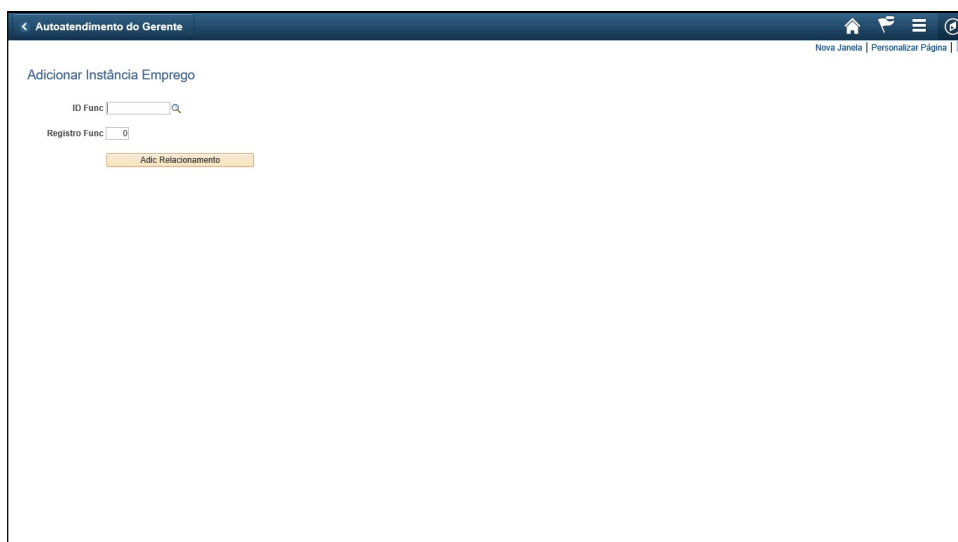 Autoatendimento do Gerente
Nova Janela | Personalizar Página |
Adicionar Instância Emprego
ID Func
Registro Func 0
Adic Relacionamento